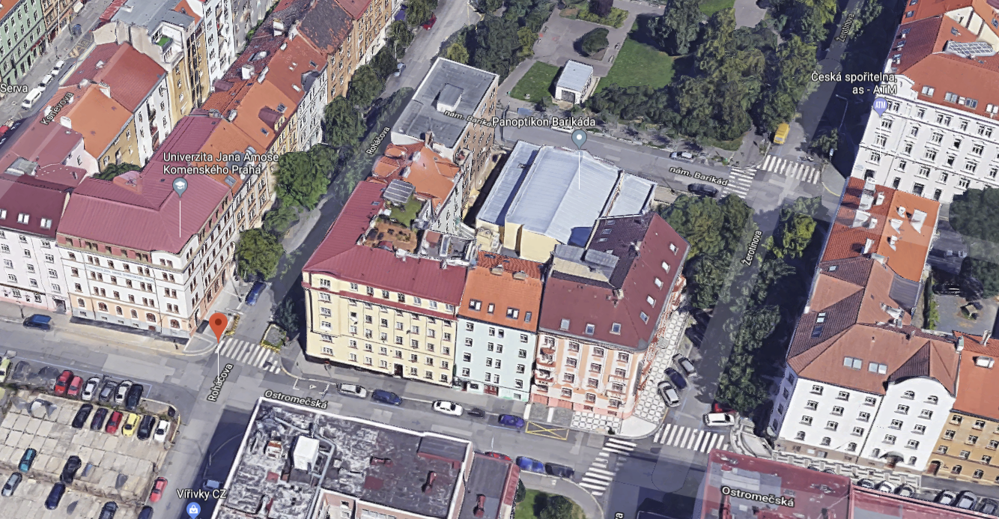 Serva
Koněvova
Česká spořitelna,
as - ATM
ATM
Žerotínova
nám. Barikád
Panoptikon Barikáda
Roháčova
Univerzita Jana Amose
Komenského Praha
nám. Barikád
Žerotínova
Roháčova
Ostromečská
Vířivky CZ
Ostromečská